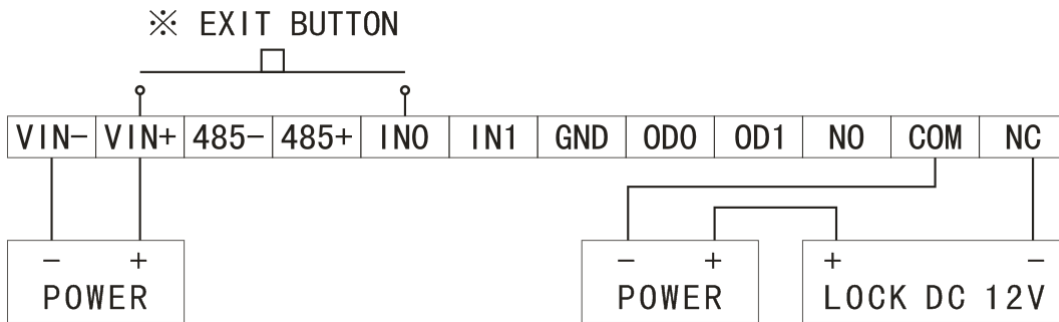 ※ EXIT BUTTON
VIN- VIN+ 485- 485+ IN0 IN1 GND OD0 OD1 NO COM NC
- + - + + -
POWER POWER LOCK DC 12V